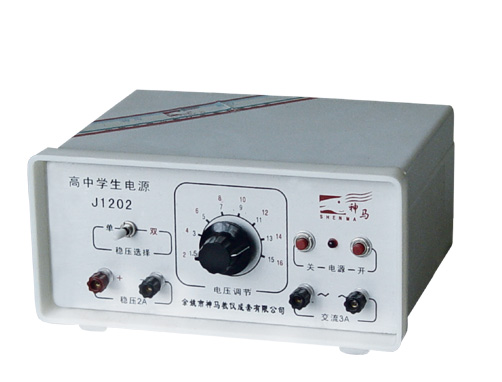 高中学生电源
J1202
神马
SHENMA
单 双
稳压选择
+ -
稳压2A
1.5 2 4 6 7 8 10 9 11 12 14 15 16
电压调节
关—电源—开
~ ~
交流3A
余姚市神马教仪成套有限公司